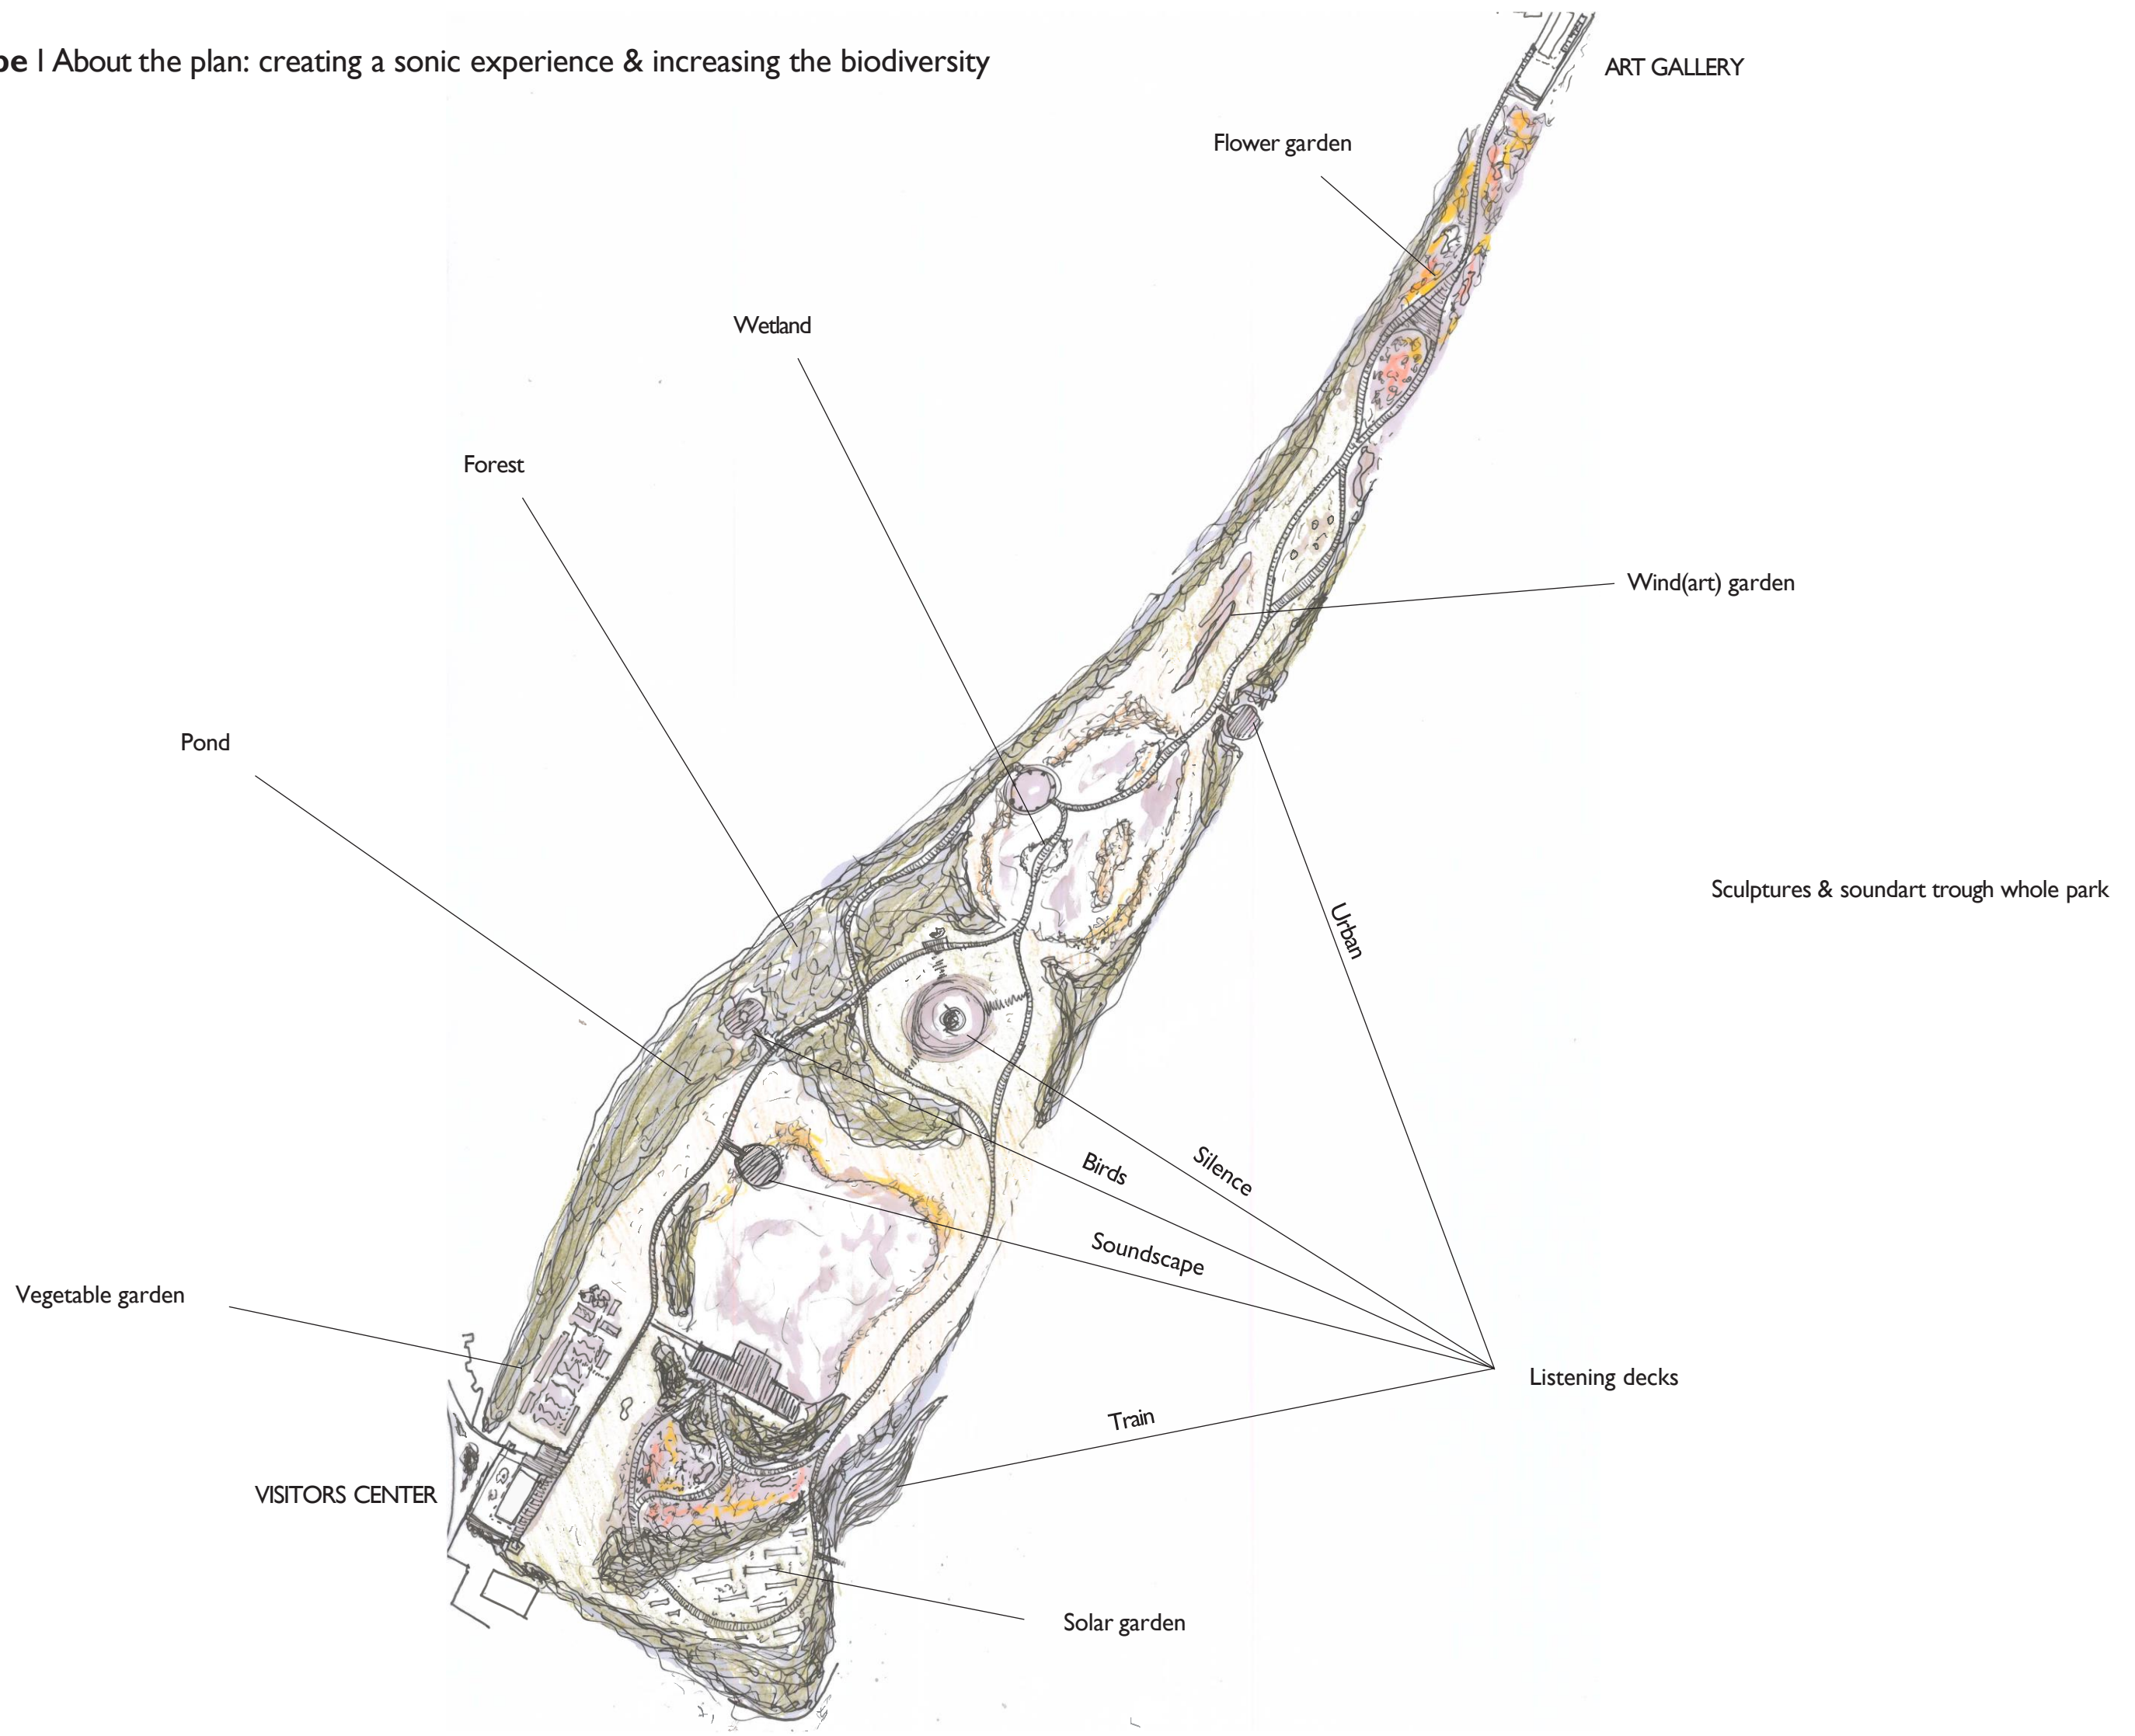 pe | About the plan: creating a sonic experience & increasing the biodiversity
ART GALLERY
Flower garden
Wetland
Forest
Wind(art) garden
Pond
Sculptures & soundart trough whole park
Urban
Silence
Birds
Soundscape
Vegetable garden
Listening decks
Train
VISITORS CENTER
Solar garden